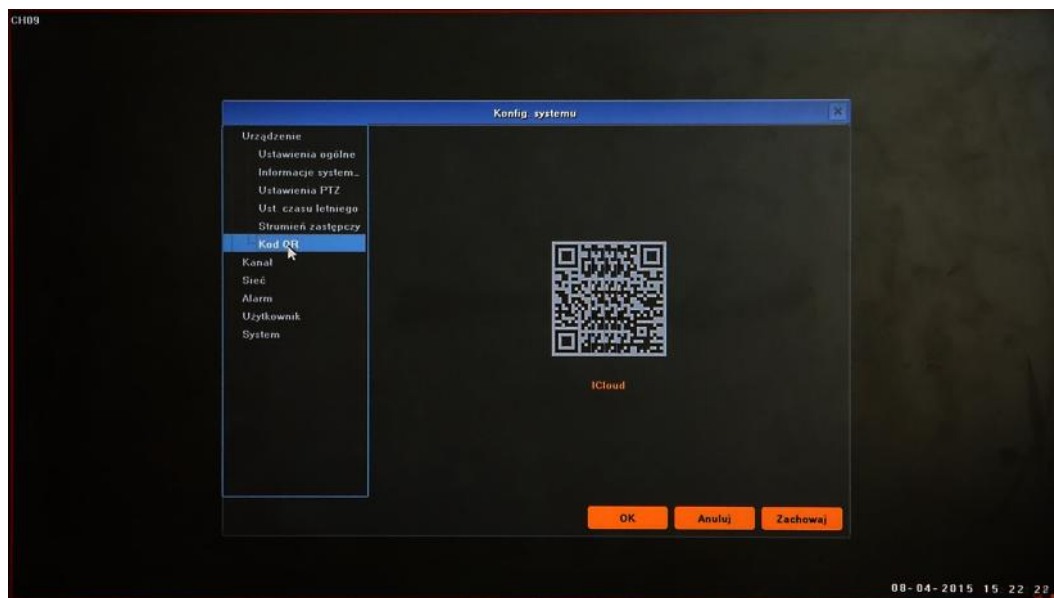 CH09
Konfig. systemu
Urządzenie
Ustawienia ogólne
Informacje system..
Ustawienia PTZ
Ust. czasu letniego
Strumień zastępczy
Kod QR
Kanał
Sieć
Alarm
Użytkownik
System
ICloud
OK
Anuluj
Zachowaj
08-04-2015 15:22:28